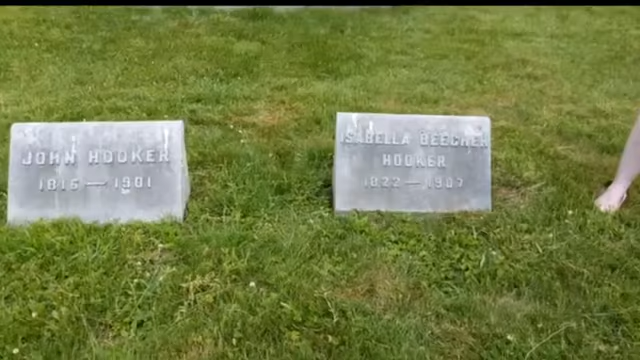 JOHN HOOKER
1816 — 1901
ISABELLA BEECHER
HOOKER
1822 — 1907